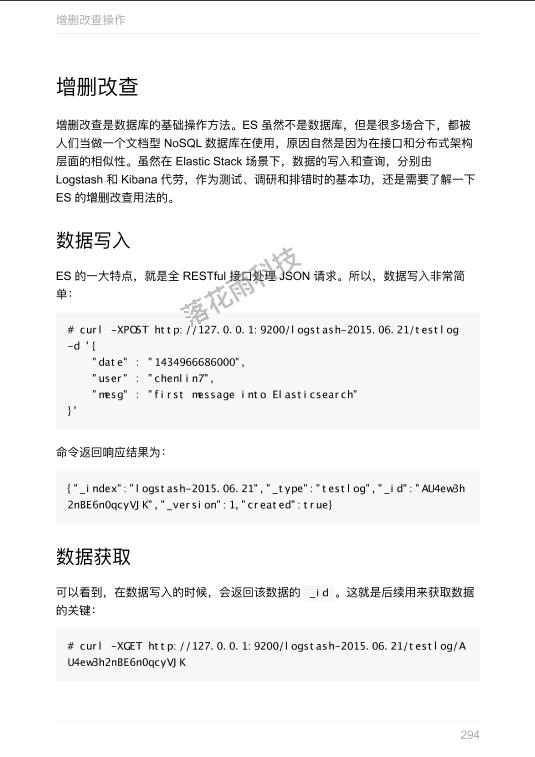 增删改查操作
增删改查
增删改查是数据库的基础操作方法。ES 虽然不是数据库，但是很多场合下，都被
人们当做一个文档型 NoSQL 数据库在使用，原因自然是因为在接口和分布式架构
层面的相似性。虽然在 Elastic Stack 场景下，数据的写入和查询，分别由
Logstash 和 Kibana 代劳，作为测试、调研和排错时的基本功，还是需要了解一下
ES 的增删改查用法的。
数据写入
ES 的一大特点，就是全 RESTful 接口处理 JSON 请求。所以，数据写入非常简
单：
落花雨科技
# curl -XPOST http://127.0.0.1:9200/logstash-2015.06.21/testlog
-d '{
"date" : "1434966686000",
"user" : "chenlin7",
"mesg" : "first message into Elasticsearch"
}'
命令返回响应结果为：
{"_index":"logstash-2015.06.21","_type":"testlog","_id":"AU4ew3h
2nBE6n0qcyVJK","_version":1,"created":true}
数据获取
可以看到，在数据写入的时候，会返回该数据的 _id 。这就是后续用来获取数据
的关键：
# curl -XGET http://127.0.0.1:9200/logstash-2015.06.21/testlog/A
U4ew3h2nBE6n0qcyVJK
294